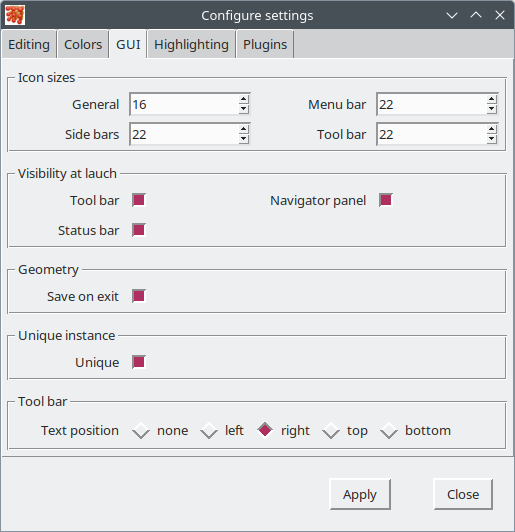 Configure settings
Editing Colors GUI Highlighting Plugins
Icon sizes
General 16 Menu bar 22
Side bars 22 Tool bar 22
Visibility at lauch
Tool bar Navigator panel
Status bar
Geometry
Save on exit
Unique instance
Unique
Tool bar
Text position none left right top bottom
Apply Close